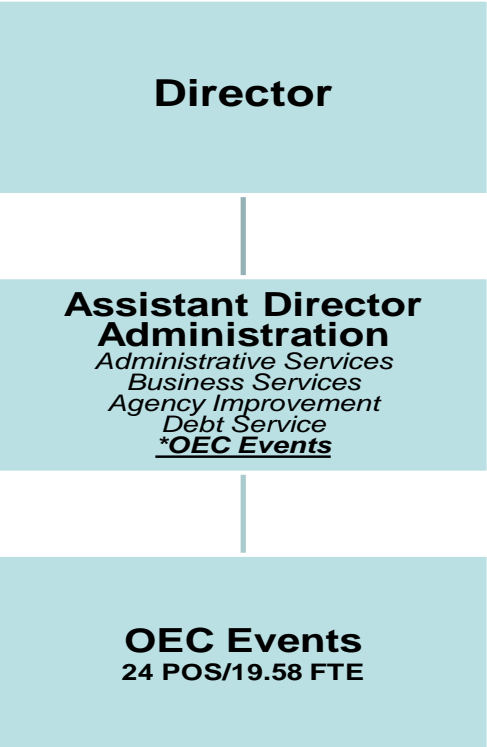 Director
Assistant Director
Administration
Administrative Services
Business Services
Agency Improvement
Debt Service
*OEC Events
OEC Events
24 POS/19.58 FTE